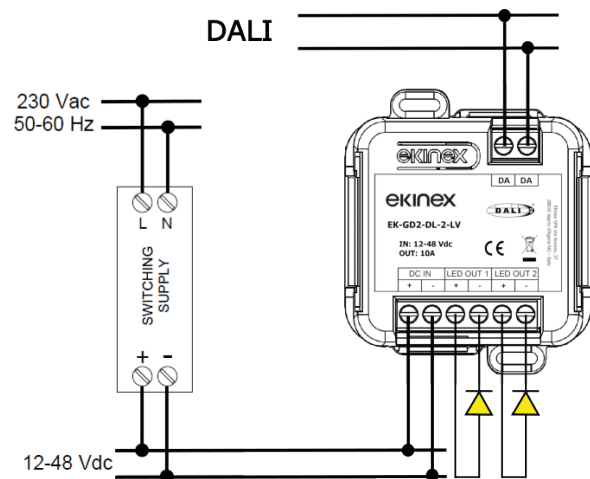 DALI
230 Vac
50-60 Hz
L N
SWITCHING
SUPPLY
+ -
12-48 Vdc
ekinex
DA DA
ekinex
DALI
EK-GD2-DL-2-LV
IN: 12-48 Vdc
OUT: 10A
CE
DC IN LED OUT 1 LED OUT 2
+ - + - + -